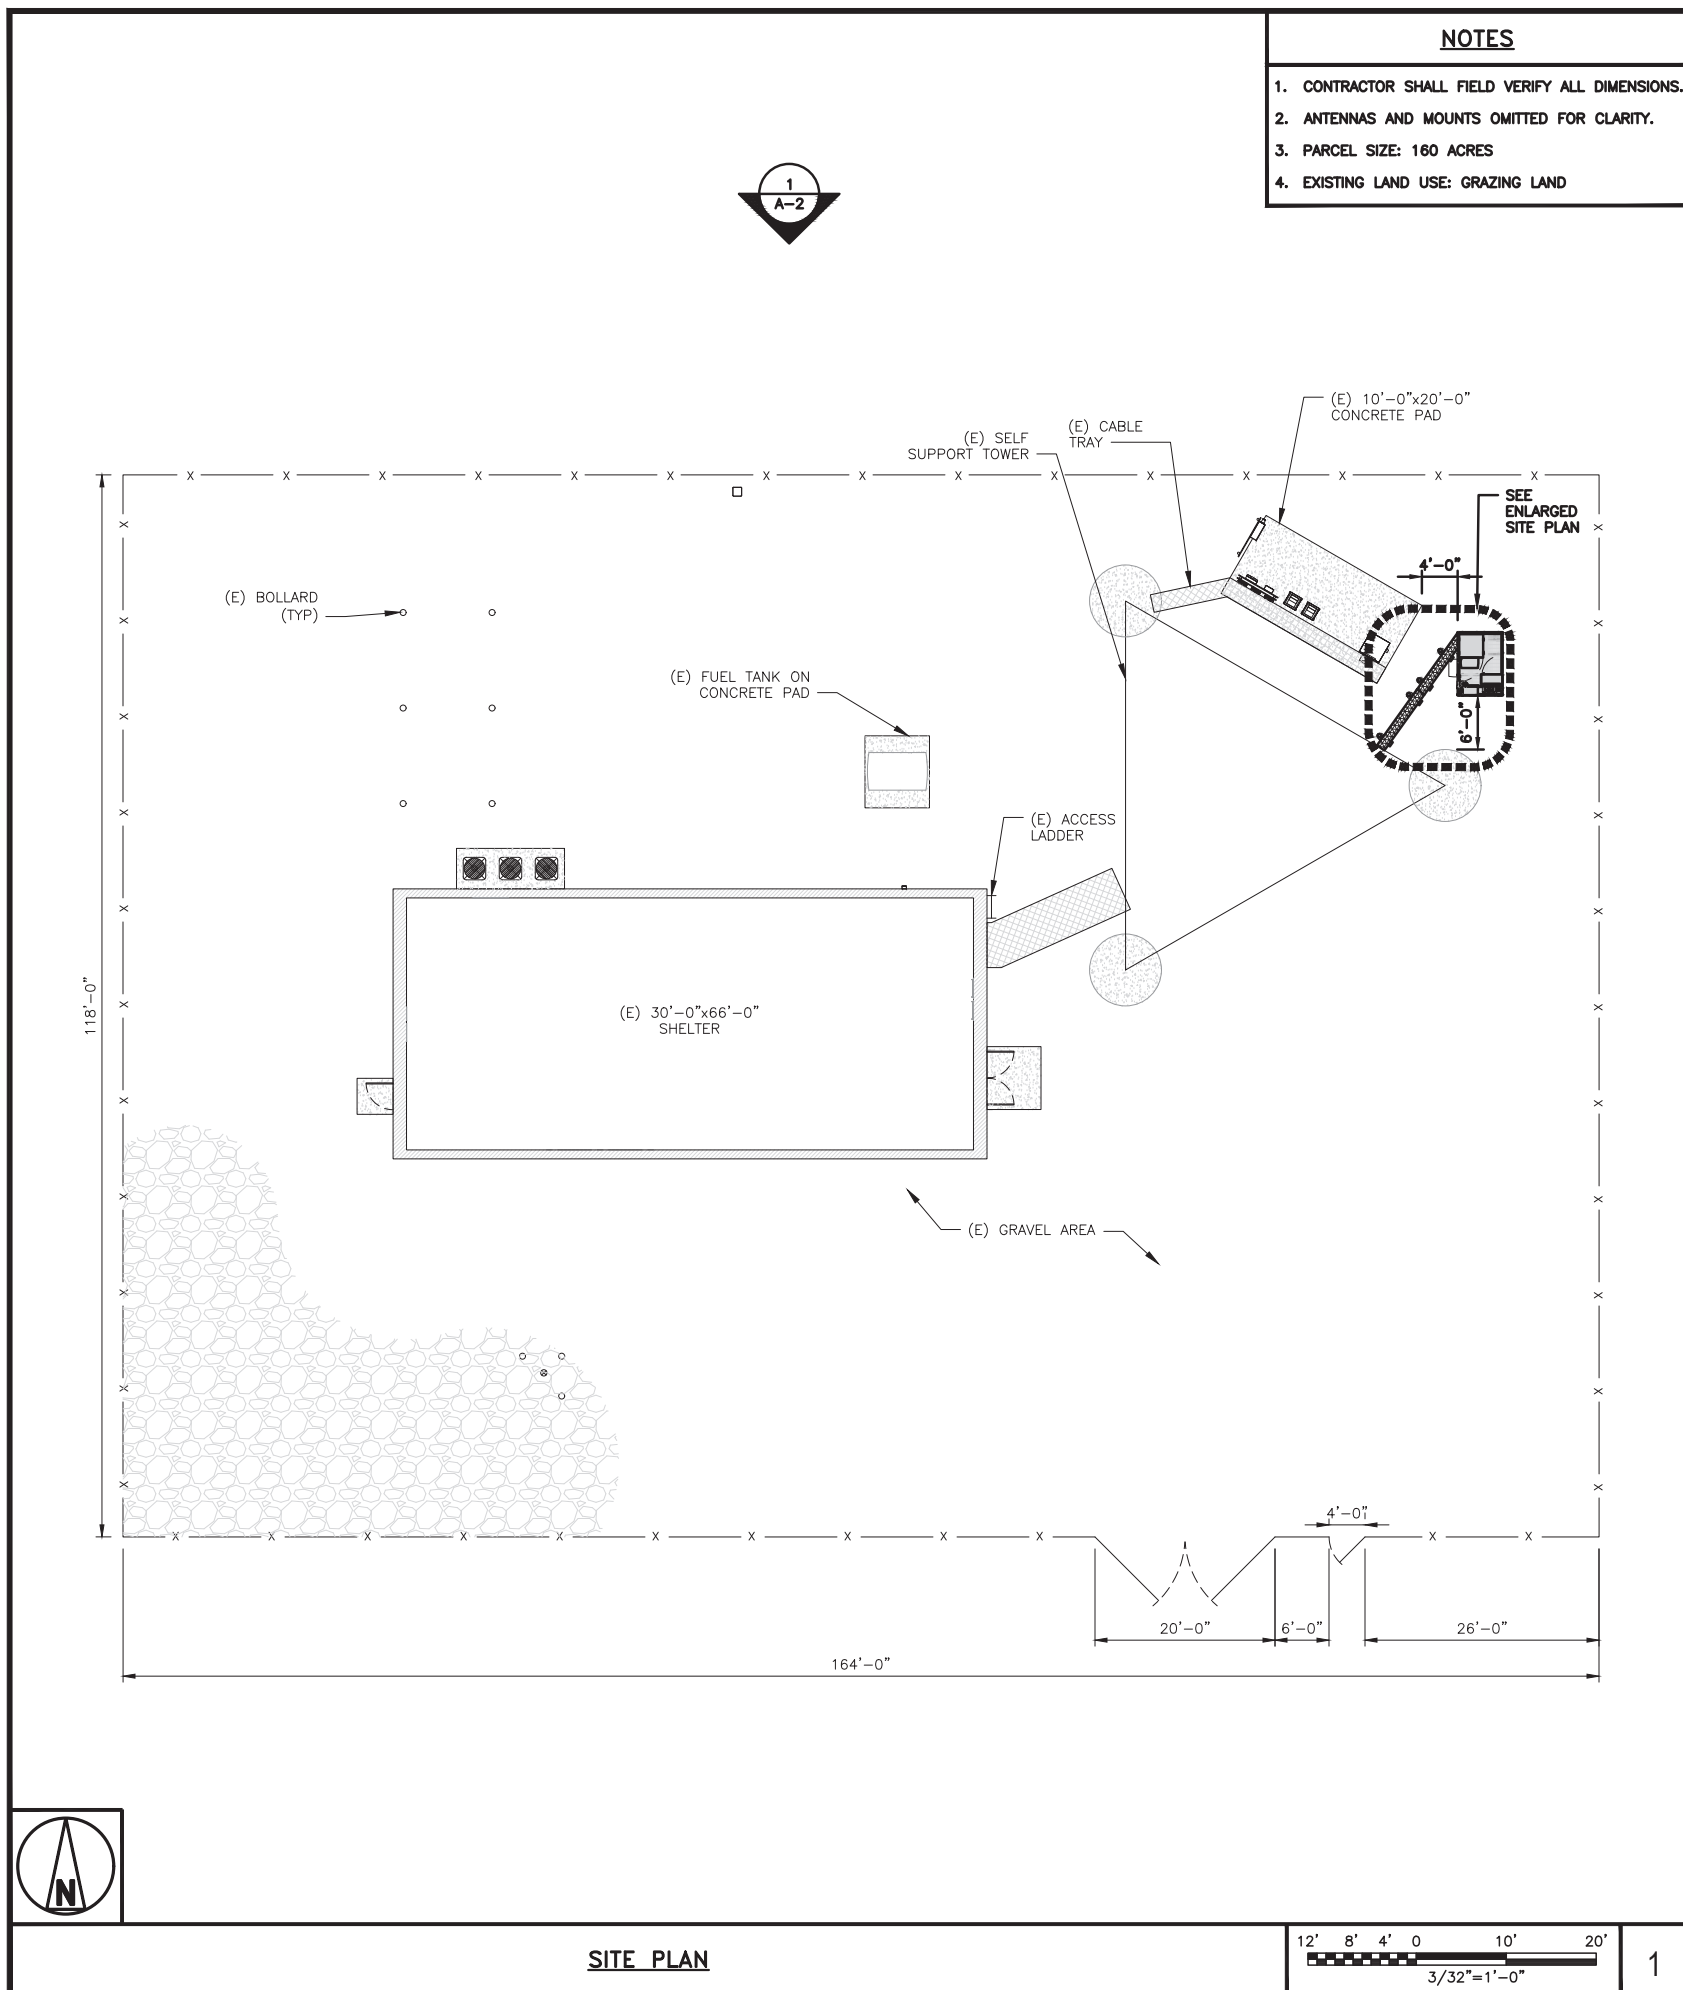 NOTES
1. CONTRACTOR SHALL FIELD VERIFY ALL DIMENSIONS.
2. ANTENNAS AND MOUNTS OMITTED FOR CLARITY.
3. PARCEL SIZE: 160 ACRES
4. EXISTING LAND USE: GRAZING LAND
1
A-2
(E) 10'-0"x20'-0"
CONCRETE PAD
(E) CABLE
TRAY
(E) SELF
SUPPORT TOWER
SEE
ENLARGED
SITE PLAN
4'-0"
(E) BOLLARD
(TYP)
(E) FUEL TANK ON
CONCRETE PAD
6'-0"
(E) ACCESS
LADDER
118'-0"
(E) 30'-0"x66'-0"
SHELTER
(E) GRAVEL AREA
4'-0"
20'-0"
6'-0"
26'-0"
164'-0"
N
SITE PLAN
12' 8' 4' 0 10' 20'
3/32"=1'-0"
1